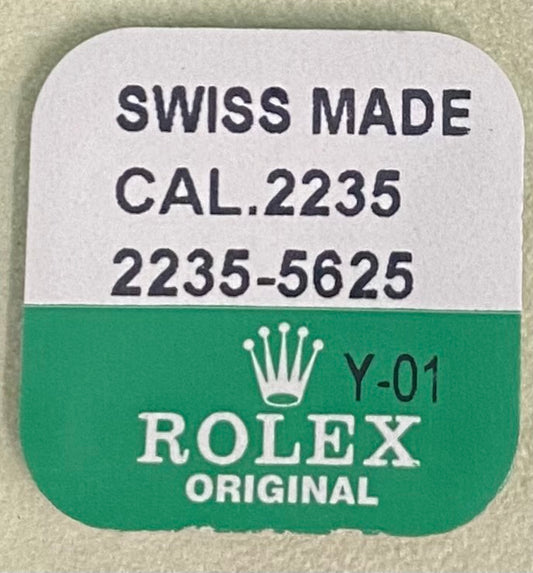 SWISS MADE
CAL.2235
2235-5625
Y-01
ROLEX
ORIGINAL